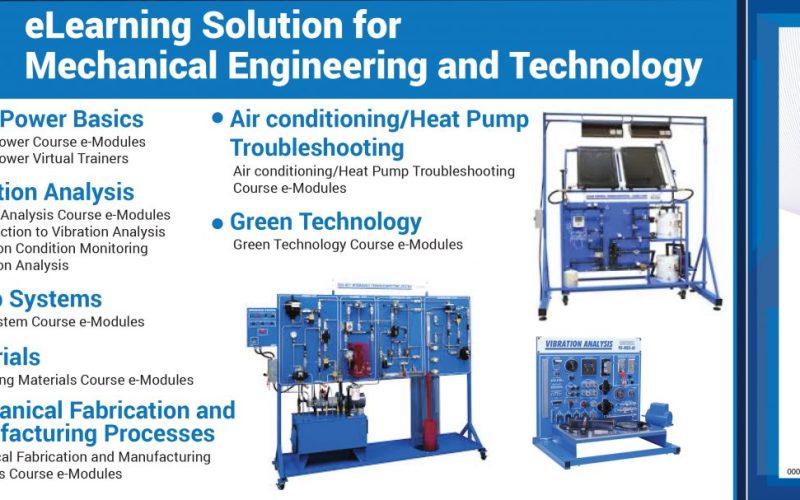 eLearning Solution for
Mechanical Engineering and Technology
Power Basics
ower Course e-Modules
ower Virtual Trainers
tion Analysis
Analysis Course e-Modules
ction to Vibration Analysis
on Condition Monitoring
on Analysis
Systems
stem Course e-Modules
rials
ng Materials Course e-Modules
anical Fabrication and
facturing Processes
cal Fabrication and Manufacturing
s Course e-Modules
• Air conditioning/Heat Pump
Troubleshooting
Air conditioning/Heat Pump Troubleshooting
Course e-Modules
• Green Technology
Green Technology Course e-Modules
VIBRATION ANALYSIS
000